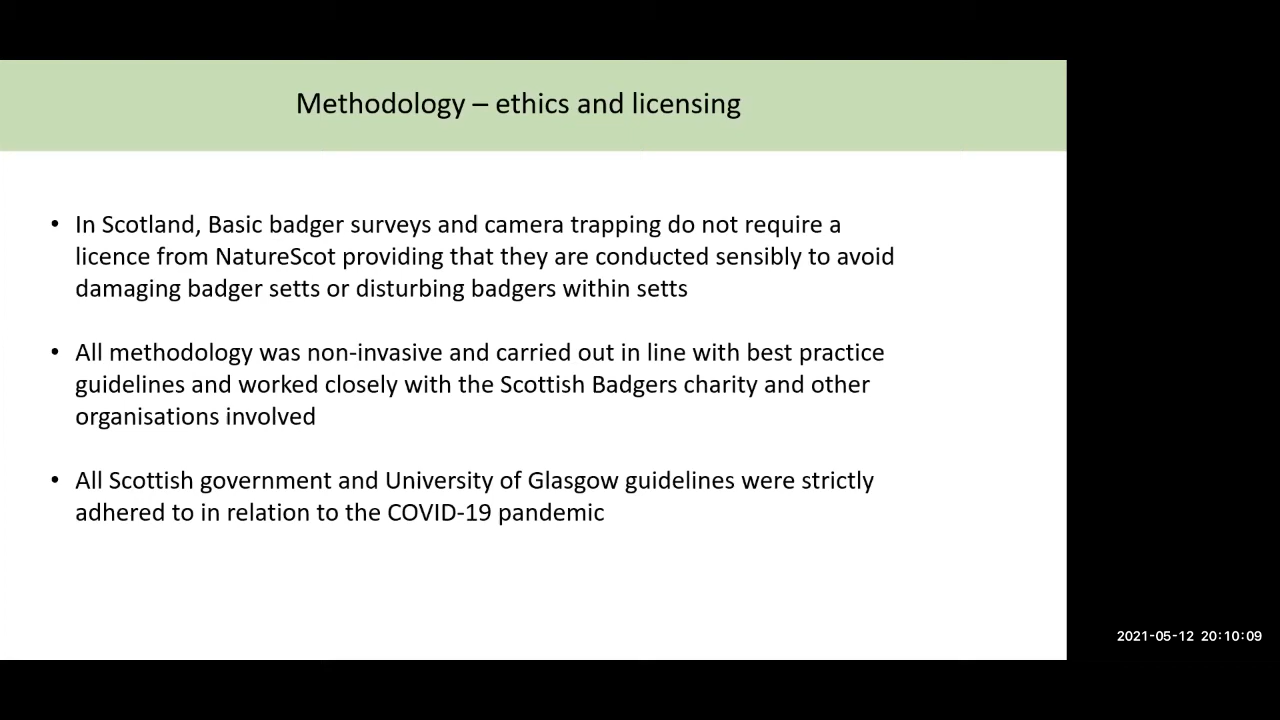 Methodology – ethics and licensing
• In Scotland, Basic badger surveys and camera trapping do not require a
licence from NatureScot providing that they are conducted sensibly to avoid
damaging badger setts or disturbing badgers within setts
• All methodology was non-invasive and carried out in line with best practice
guidelines and worked closely with the Scottish Badgers charity and other
organisations involved
• All Scottish government and University of Glasgow guidelines were strictly
adhered to in relation to the COVID-19 pandemic
2021-05-12 20:10:09